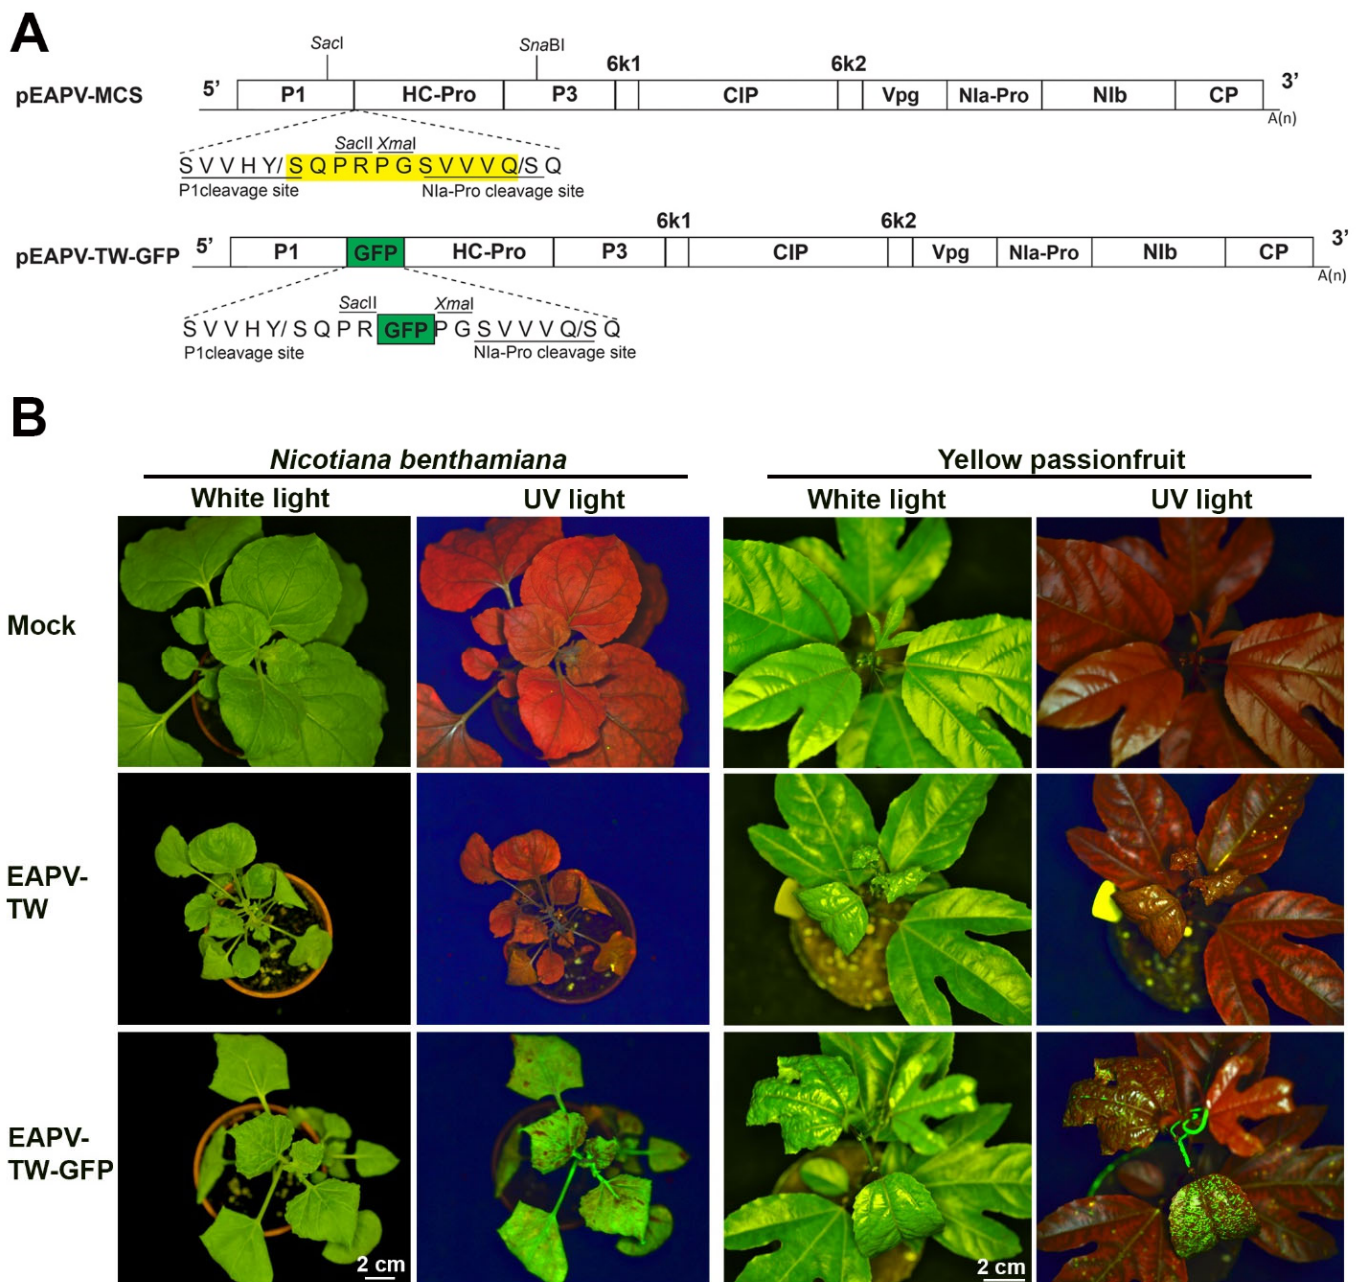 A
SacI SnaBI
6k1 6k2
pEAPV-MCS 5' P1 HC-Pro P3 CIP Vpg NIa-Pro NIb CP 3'
A(n)
SacII XmaI
S V V H Y/ S Q P R P G S V V V Q/S Q
P1cleavage site NIa-Pro cleavage site
6k1 6k2
pEAPV-TW-GFP 5' P1 GFP HC-Pro P3 CIP Vpg NIa-Pro NIb CP 3'
A(n)
SacII XmaI
S V V H Y/ S Q P R GFP P G S V V V Q/S Q
P1cleavage site NIa-Pro cleavage site
B
Nicotiana benthamiana Yellow passionfruit
White light UV light White light UV light
Mock
EAPV-
TW
EAPV-
TW-GFP
2 cm 2 cm